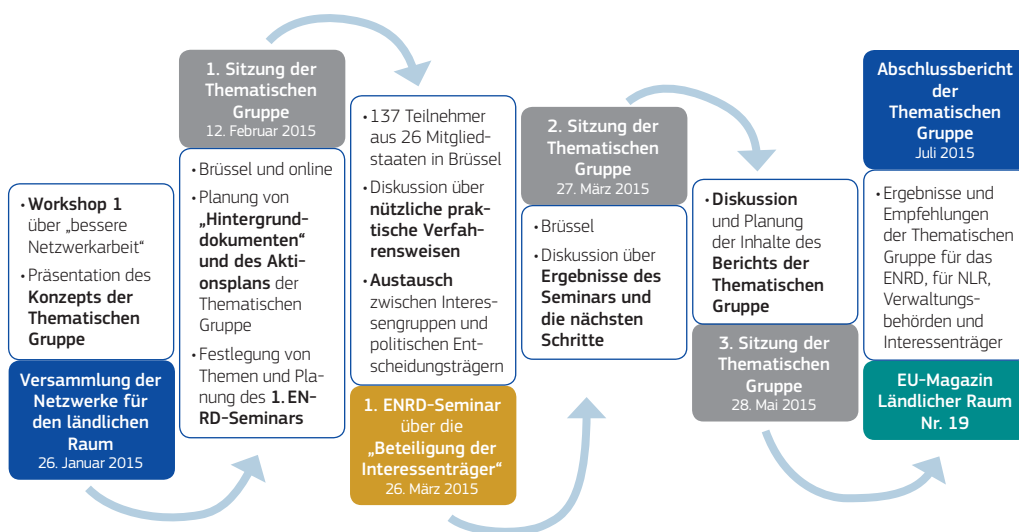 • Workshop 1
über „bessere
Netzwerkarbeit“
• Präsentation des
Konzepts der
Thematischen
Gruppe
Versammlung der
Netzwerke für
den ländlichen
Raum
26. Januar 2015
1. Sitzung der
Thematischen
Gruppe
12. Februar 2015
• Brüssel und online
• Planung von
„Hintergrund-
dokumenten“
und des Akti-
onsplans der
Thematischen
Gruppe
• Festlegung von
Themen und Pla-
nung des 1. EN-
RD-Seminars
• 137 Teilnehmer
aus 26 Mitglied-
staaten in Brüssel
• Diskussion über
nützliche prak-
tische Verfah-
rensweisen
• Austausch
zwischen Interes-
sengruppen und
politischen Ent-
scheidungsträgern
1. ENRD-Seminar
über die
„Beteiligung der
Interessenträger“
26. März 2015
2. Sitzung der
Thematischen
Gruppe
27. März 2015
• Brüssel
• Diskussion über
Ergebnisse des
Seminars und
die nächsten
Schritte
• Diskussion
und Planung
der Inhalte des
Berichts der
Thematischen
Gruppe
3. Sitzung der
Thematischen
Gruppe
28. Mai 2015
Abschlussbericht
der
Thematischen
Gruppe
Juli 2015
• Ergebnisse und
Empfehlungen
der Thematischen
Gruppe für das
ENRD, für NLR,
Verwaltungs-
behörden und
Interessenträger
EU-Magazin
Ländlicher Raum
Nr. 19